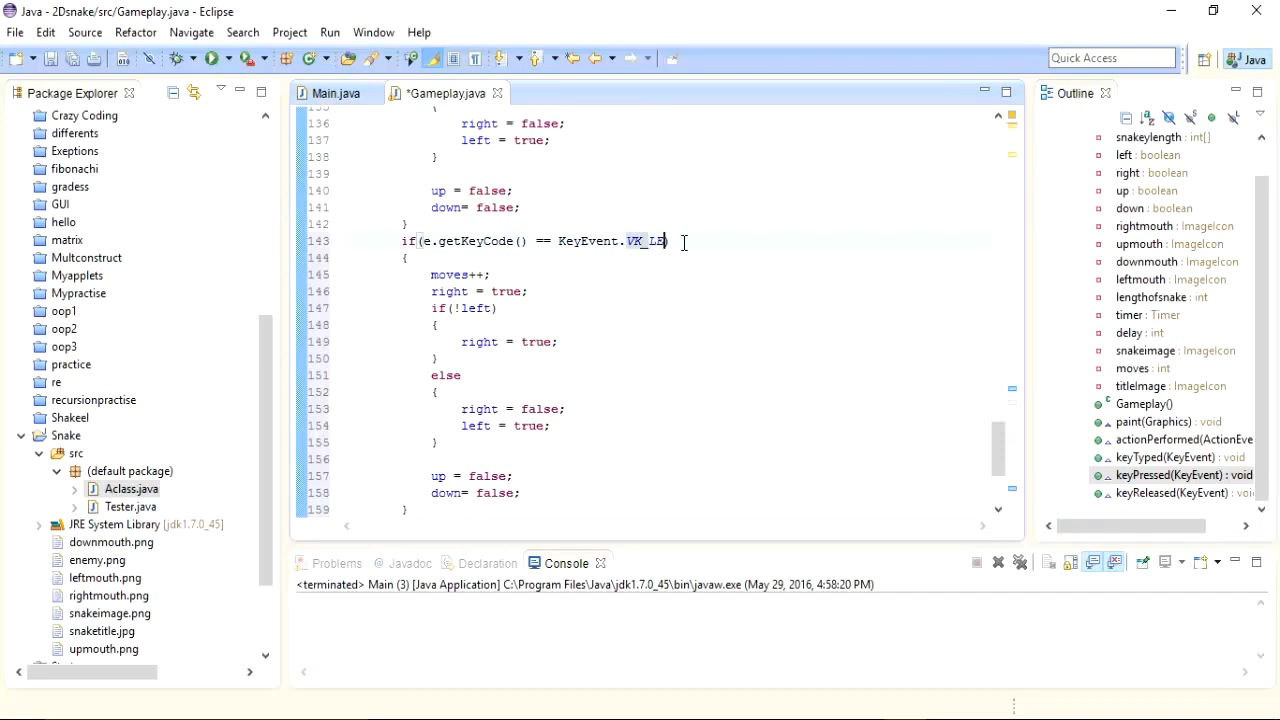 Java - 2Dsnake/src/Gameplay.java - Eclipse
File Edit Source Refactor Navigate Search Project Run Window Help
Quick Access
Java
Package Explorer
Crazy Coding
differents
Exeptions
fibonachi
gradess
GUI
hello
matrix
Multconstruct
Myapplets
Mypractise
oop1
oop2
oop3
practice
re
recursionpractise
Shakeel
Snake
src
(default package)
Aclass.java
Tester.java
JRE System Library [jdk1.7.0_45]
downmouth.png
enemy.png
leftmouth.png
rightmouth.png
snakeimage.png
snaketitle.jpg
upmouth.png
Main.java *Gameplay.java
135 {
136 right = false;
137 left = true;
138 }
139
140 up = false;
141 down= false;
142 }
143 if(e.getKeyCode() == KeyEvent.VK_LE)
144 {
145 moves++;
146 right = true;
147 if(!left)
148 {
149 right = true;
150 }
151 else
152 {
153 right = false;
154 left = true;
155 }
156
157 up = false;
158 down= false;
159 }
Outline
snakeylength : int[]
left : boolean
right : boolean
up : boolean
down : boolean
rightmouth : ImageIcon
upmouth : ImageIcon
downmouth : ImageIcon
leftmouth : ImageIcon
lengthofsnake : int
timer : Timer
delay : int
snakeimage : ImageIcon
moves : int
titleImage : ImageIcon
Gameplay()
paint(Graphics) : void
actionPerformed(ActionEve
keyTyped(KeyEvent) : void
keyPressed(KeyEvent) : void
keyReleased(KeyEvent) : voi
Problems Javadoc Declaration Console
<terminated> Main (3) [Java Application] C:\Program Files\Java\jdk1.7.0_45\bin\javaw.exe (May 29, 2016, 4:58:20 PM)